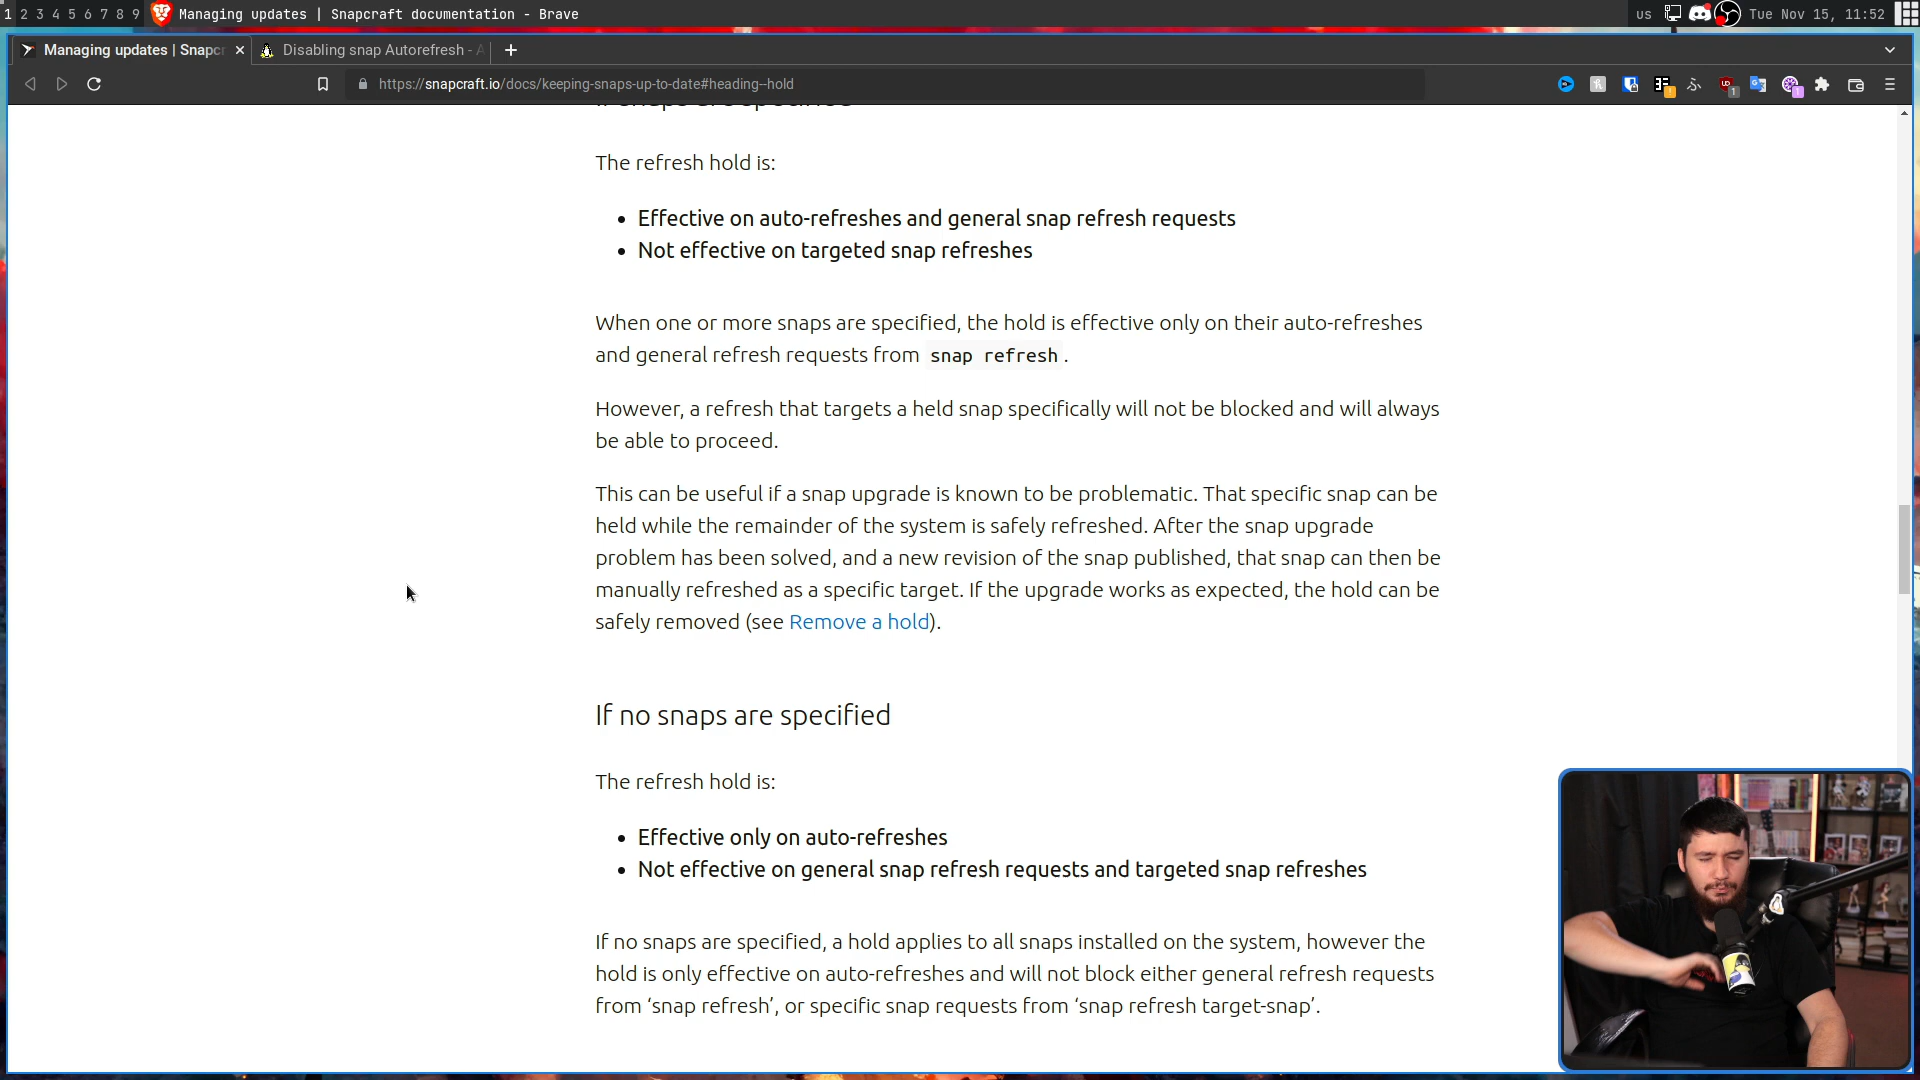 1 2 3 4 5 6 7 8 9 Managing updates | Snapcraft documentation - Brave us Tue Nov 15, 11:52
Managing updates | Snapcr Disabling snap Autorefresh - A
https://snapcraft.io/docs/keeping-snaps-up-to-date#heading--hold
If snaps are specified
The refresh hold is:
• Effective on auto-refreshes and general snap refresh requests
• Not effective on targeted snap refreshes
When one or more snaps are specified, the hold is effective only on their auto-refreshes
and general refresh requests from snap refresh.
However, a refresh that targets a held snap specifically will not be blocked and will always
be able to proceed.
This can be useful if a snap upgrade is known to be problematic. That specific snap can be
held while the remainder of the system is safely refreshed. After the snap upgrade
problem has been solved, and a new revision of the snap published, that snap can then be
manually refreshed as a specific target. If the upgrade works as expected, the hold can be
safely removed (see Remove a hold).
If no snaps are specified
The refresh hold is:
• Effective only on auto-refreshes
• Not effective on general snap refresh requests and targeted snap refreshes
If no snaps are specified, a hold applies to all snaps installed on the system, however the
hold is only effective on auto-refreshes and will not block either general refresh requests
from ‘snap refresh’, or specific snap requests from ‘snap refresh target-snap’.